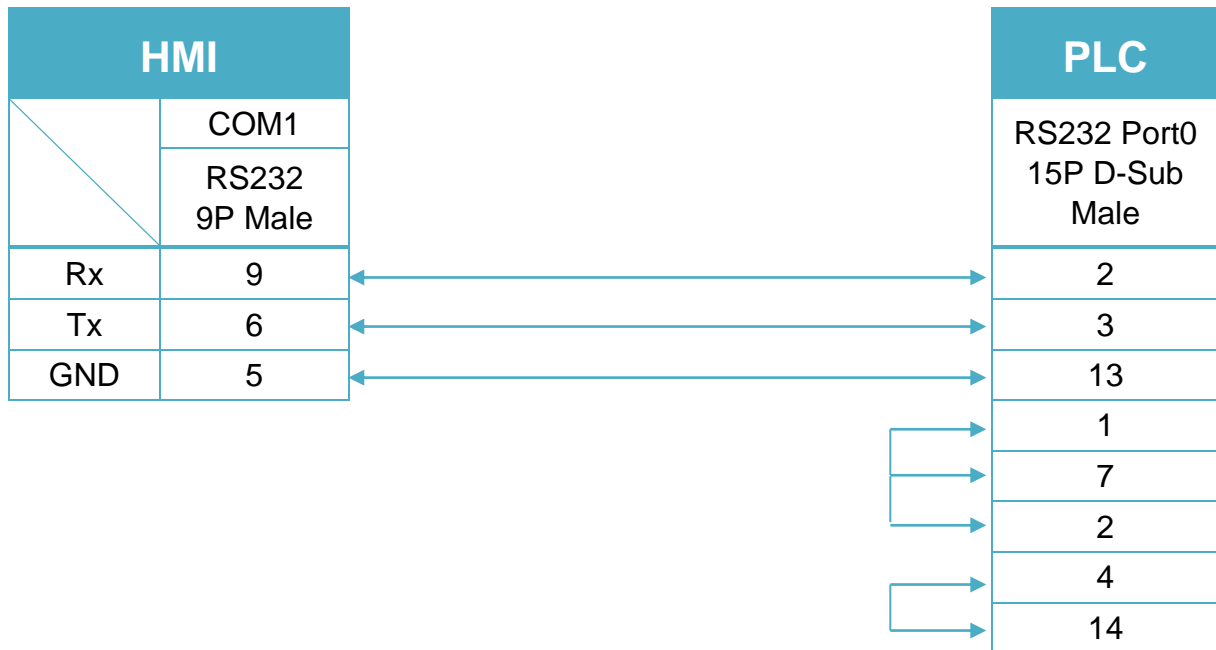 HMI
PLC
COM1
RS232
9P Male
RS232 Port0
15P D-Sub
Male
Rx 9 2
Tx 6 3
GND 5 13
1
7
2
4
14